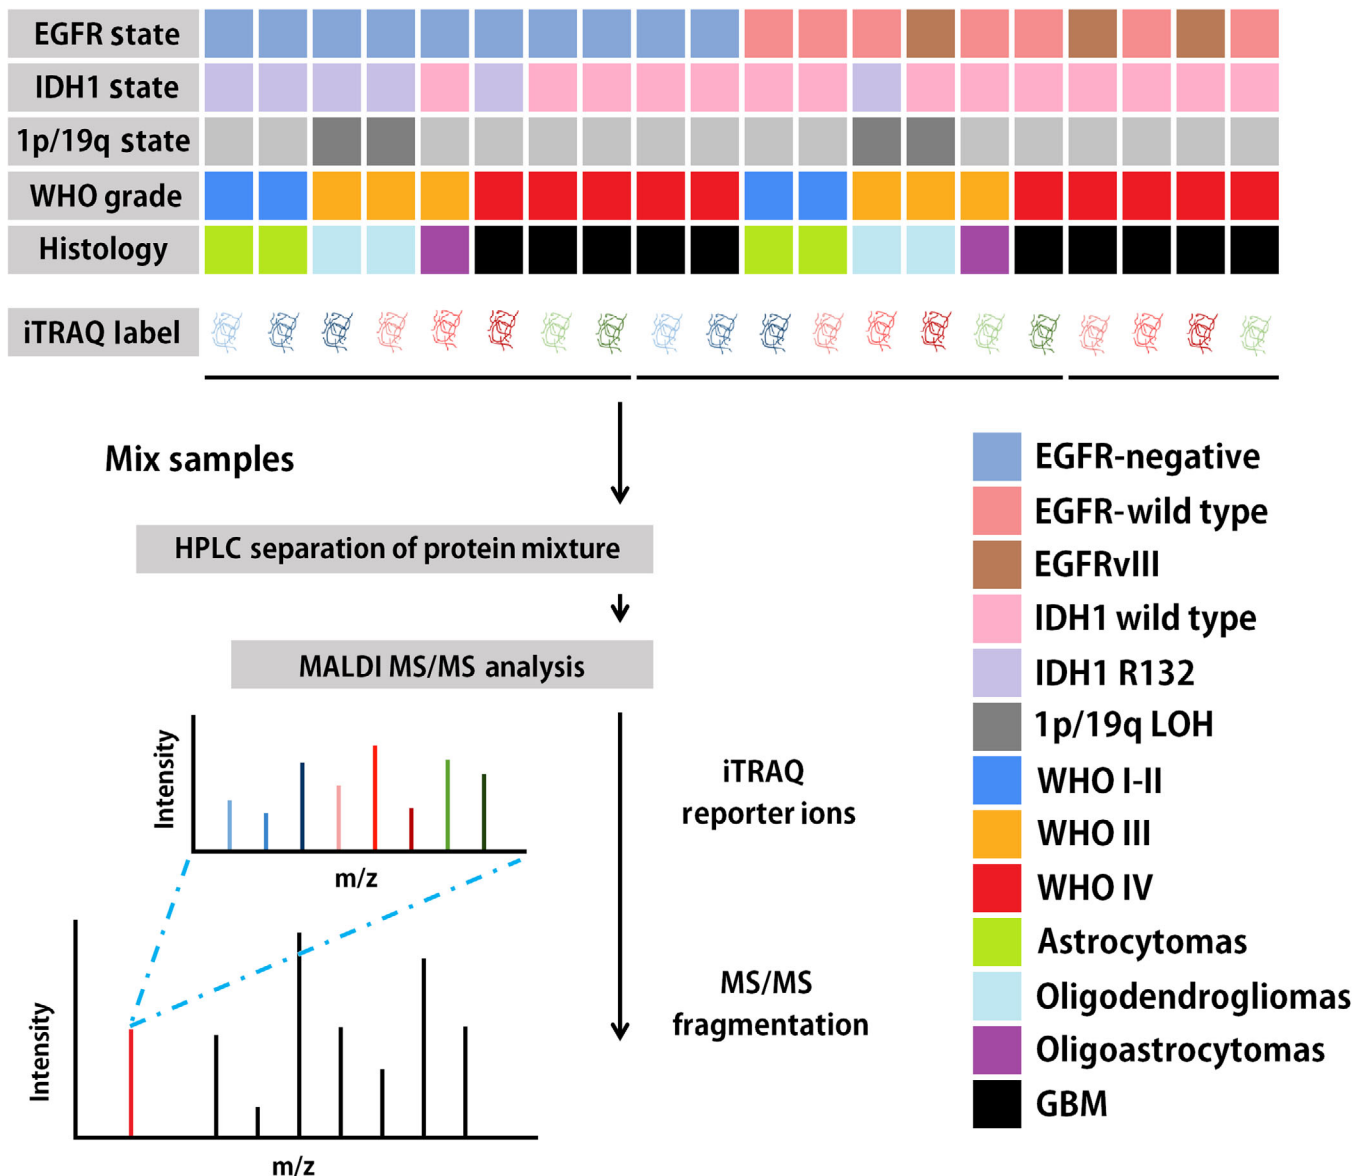 EGFR state
IDH1 state
1p/19q state
WHO grade
Histology
iTRAQ label
Mix samples
HPLC separation of protein mixture
MALDI MS/MS analysis
Intensity
m/z
iTRAQ
reporter ions
Intensity
m/z
MS/MS
fragmentation
EGFR-negative
EGFR-wild type
EGFRvIII
IDH1 wild type
IDH1 R132
1p/19q LOH
WHO I-II
WHO III
WHO IV
Astrocytomas
Oligodendrogliomas
Oligoastrocytomas
GBM